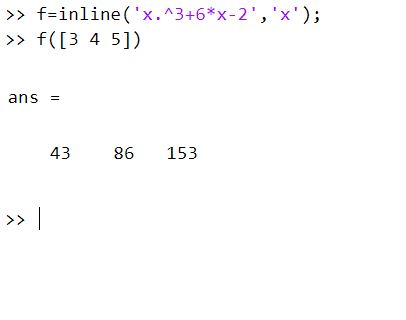 >> f=inline('x.^3+6*x-2','x');
>> f([3 4 5])
ans =
43 86 153
>>